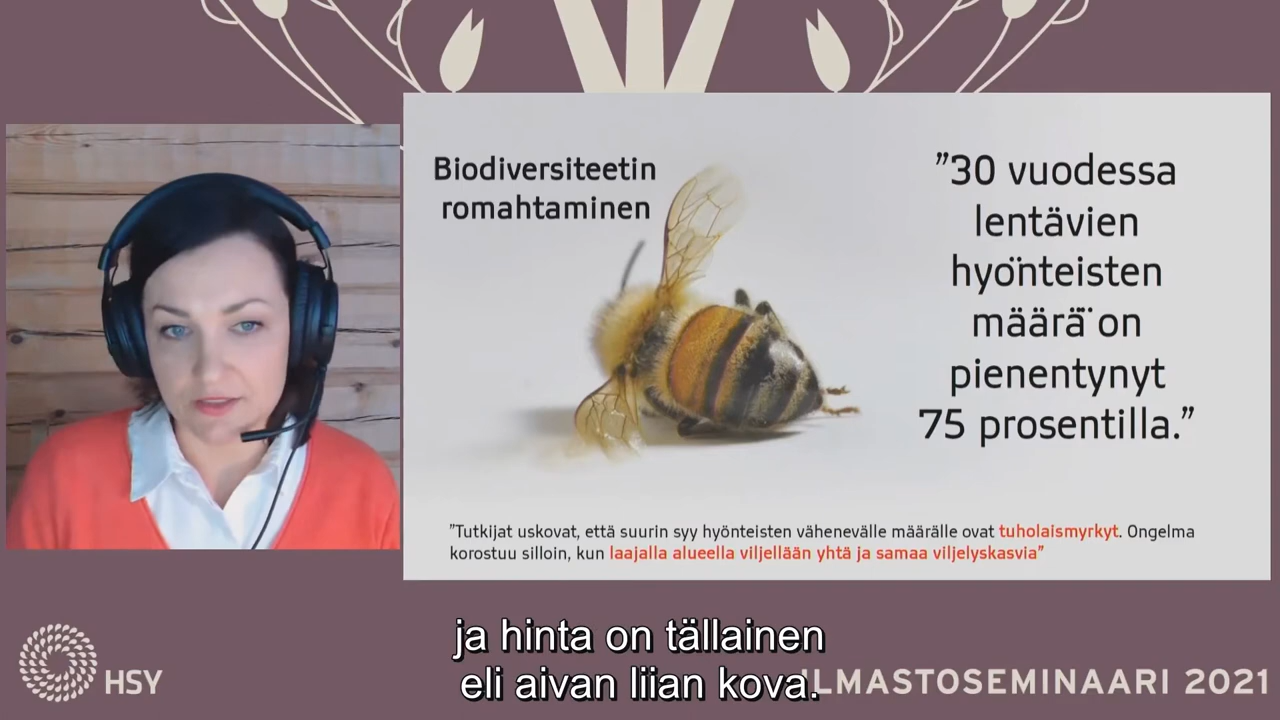 Biodiversiteetin
romahtaminen
”30 vuodessa
lentävien
hyönteisten
määrä on
pienentynyt
75 prosentilla.”
”Tutkijat uskovat, että suurin syy hyönteisten vähenevälle määrälle ovat tuholaismyrkyt. Ongelma
korostuu silloin, kun laajalla alueella viljellään yhtä ja samaa viljelyskasvia”
ja hinta on tällainen
eli aivan liian kova.
HSY
ILMASTOSEMINAARI 2021